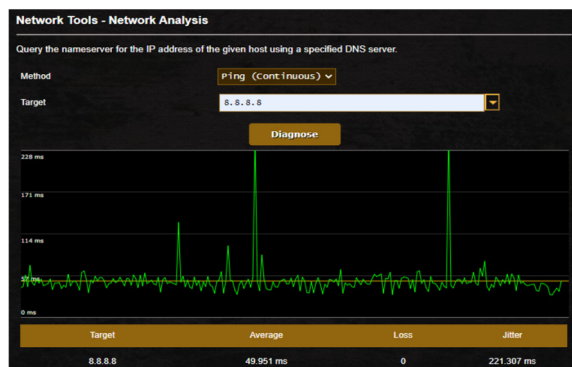 Network Tools - Network Analysis
Query the nameserver for the IP address of the given host using a specified DNS server.
Method Ping (Continuous)
Target 8.8.8.8
Diagnose
228 ms
171 ms
114 ms
57 ms
0 ms
Target Average Loss Jitter
8.8.8.8 49.951 ms 0 221.307 ms